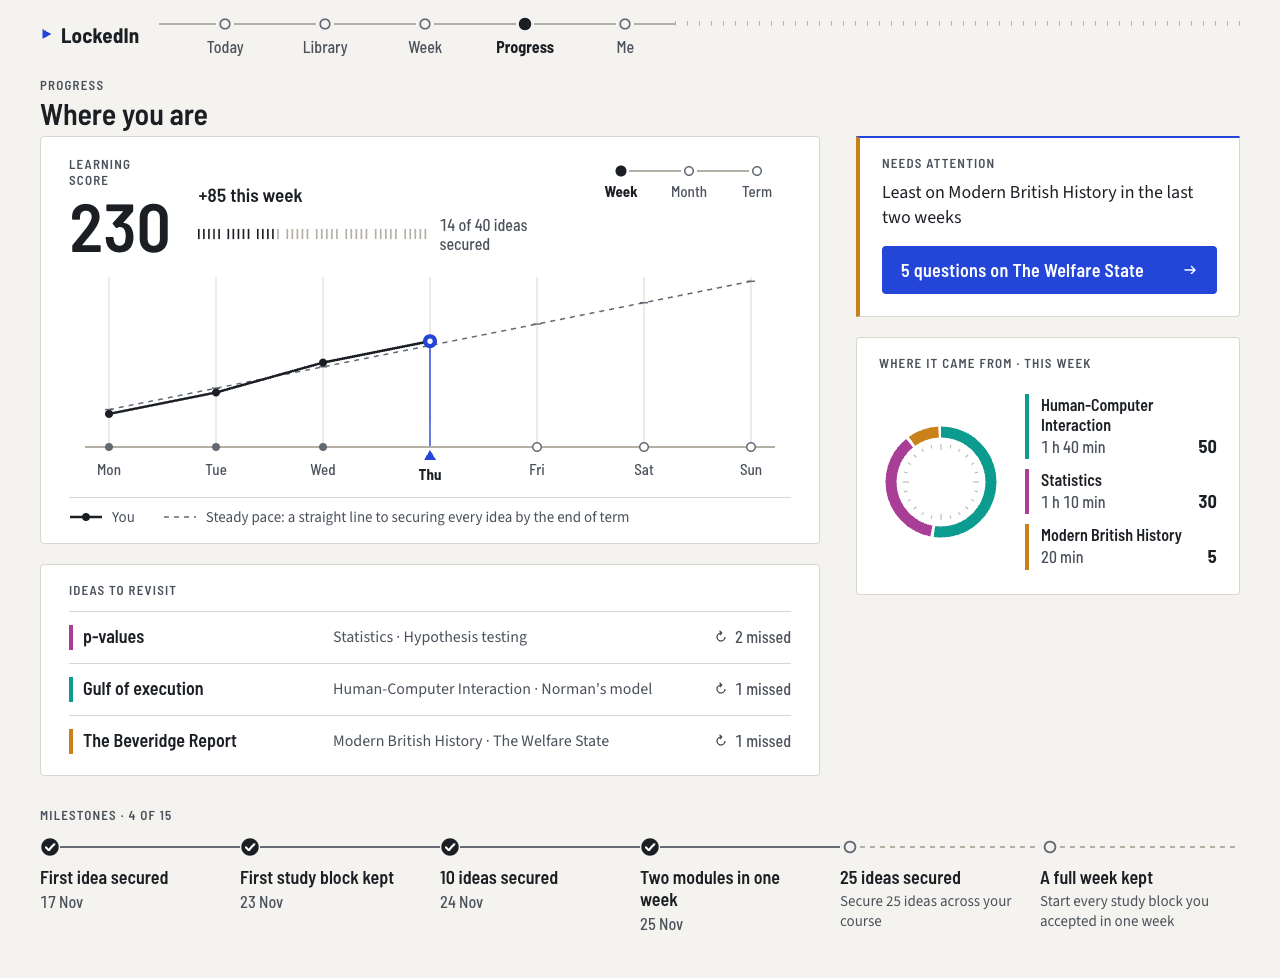 LockedIn
Today
Library
Week
Progress
Me
PROGRESS
Where you are
LEARNING
SCORE
230
+85 this week
14 of 40 ideas
secured
Week
Month
Term
Mon
Tue
Wed
Thu
Fri
Sat
Sun
You
Steady pace: a straight line to securing every idea by the end of term
NEEDS ATTENTION
Least on Modern British History in the last
two weeks
5 questions on The Welfare State →
WHERE IT CAME FROM · THIS WEEK
Human-Computer
Interaction
1 h 40 min
50
Statistics
1 h 10 min
30
Modern British History
20 min
5
IDEAS TO REVISIT
p-values
Statistics · Hypothesis testing
2 missed
Gulf of execution
Human-Computer Interaction · Norman's model
1 missed
The Beveridge Report
Modern British History · The Welfare State
1 missed
MILESTONES · 4 OF 15
First idea secured
17 Nov
First study block kept
23 Nov
10 ideas secured
24 Nov
Two modules in one
week
25 Nov
25 ideas secured
Secure 25 ideas across your
course
A full week kept
Start every study block you
accepted in one week